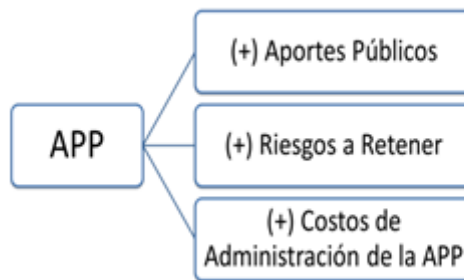 APP
(+) Aportes Públicos
(+) Riesgos a Retener
(+) Costos de
Administración de la APP